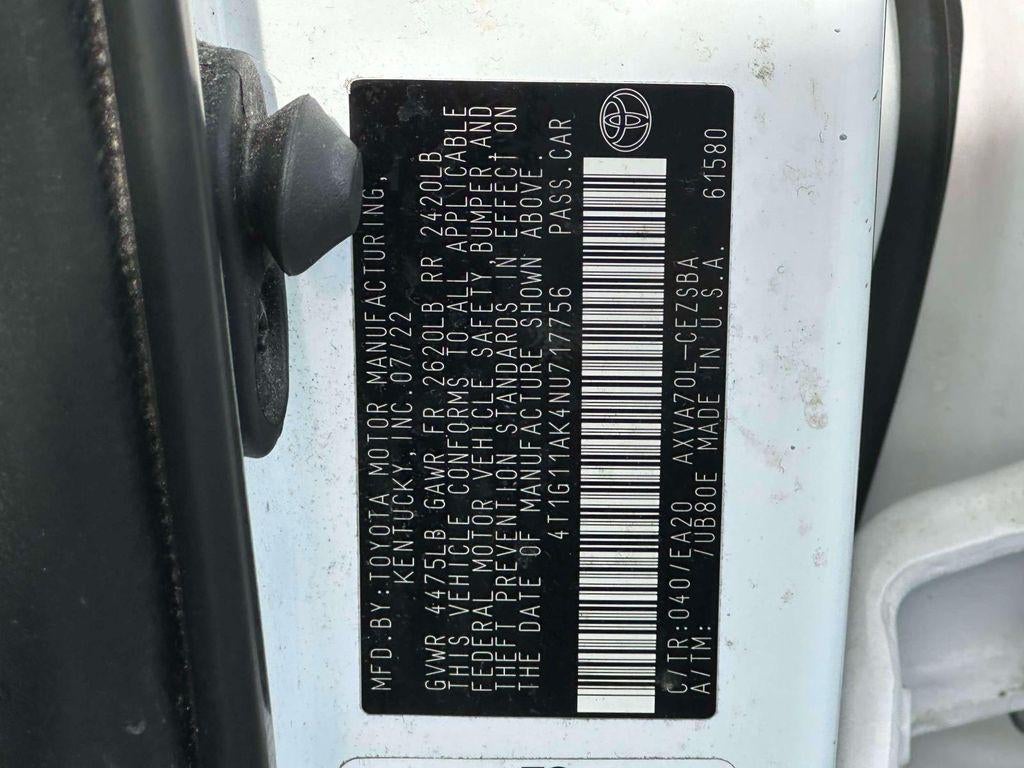 MFD.BY:TOYOTA MOTOR MANUFACTURING,
KENTUCKY,INC.07/22
GVWR 4475LB GAWR FR 2620LB RR 2420LB
THIS VEHICLE CONFORMS TO ALL APPLICABLE
FEDERAL MOTOR VEHICLE SAFETY, BUMPER, AND
THEFT PREVENTION STANDARDS IN EFFECT ON
THE DATE OF MANUFACTURE SHOWN ABOVE.
4T1G11AK4NU717756 PASS.CAR
C/TR:040/EA20 AXVA70L-CEZSBA
A/TM: /UB80E MADE IN U.S.A. 61580